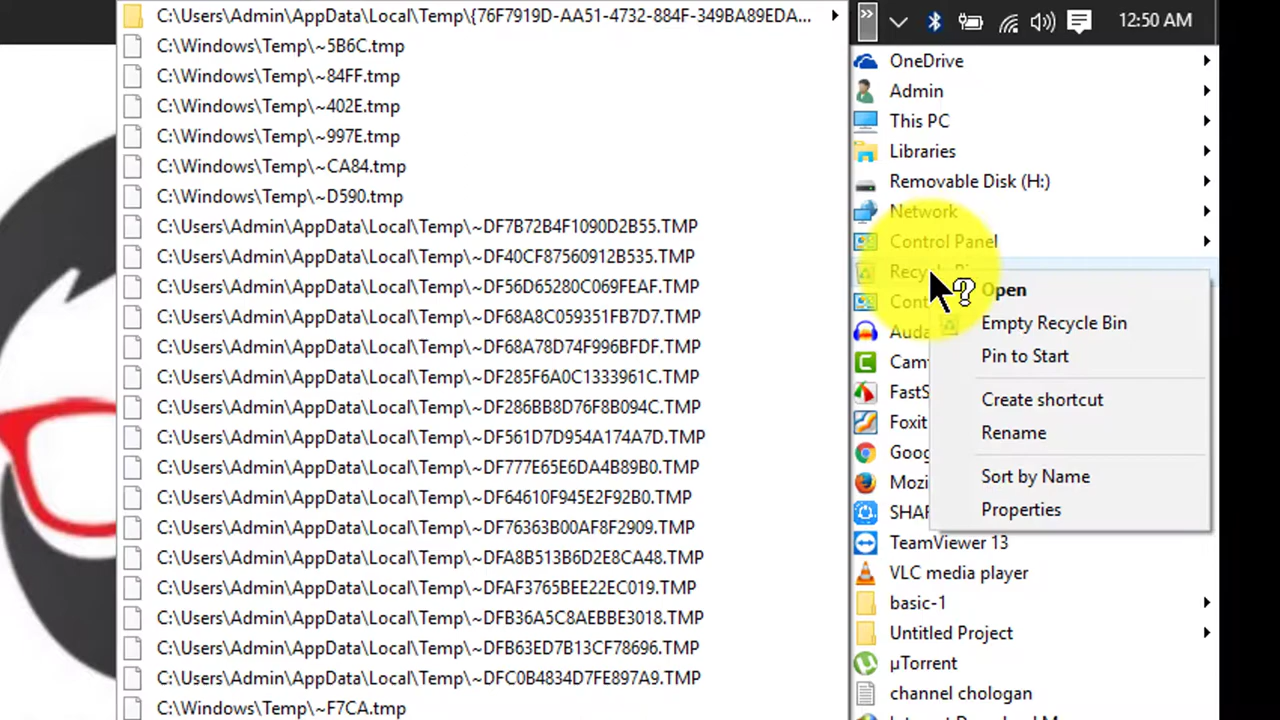 C:\Users\Admin\AppData\Local\Temp\{76F7919D-AA51-4732-884F-349BA89EDA...
C:\Windows\Temp\~5B6C.tmp
C:\Windows\Temp\~84FF.tmp
C:\Windows\Temp\~402E.tmp
C:\Windows\Temp\~997E.tmp
C:\Windows\Temp\~CA84.tmp
C:\Windows\Temp\~D590.tmp
C:\Users\Admin\AppData\Local\Temp\~DF7B72B4F1090D2B55.TMP
C:\Users\Admin\AppData\Local\Temp\~DF40CF87560912B535.TMP
C:\Users\Admin\AppData\Local\Temp\~DF56D65280C069FEAF.TMP
C:\Users\Admin\AppData\Local\Temp\~DF68A8C059351FB7D7.TMP
C:\Users\Admin\AppData\Local\Temp\~DF68A78D74F996BFDF.TMP
C:\Users\Admin\AppData\Local\Temp\~DF285F6A0C1333961C.TMP
C:\Users\Admin\AppData\Local\Temp\~DF286BB8D76F8B094C.TMP
C:\Users\Admin\AppData\Local\Temp\~DF561D7D954A174A7D.TMP
C:\Users\Admin\AppData\Local\Temp\~DF777E65E6DA4B89B0.TMP
C:\Users\Admin\AppData\Local\Temp\~DF64610F945E2F92B0.TMP
C:\Users\Admin\AppData\Local\Temp\~DF76363B00AF8F2909.TMP
C:\Users\Admin\AppData\Local\Temp\~DFA8B513B6D2E8CA48.TMP
C:\Users\Admin\AppData\Local\Temp\~DFAF3765BEE22EC019.TMP
C:\Users\Admin\AppData\Local\Temp\~DFB36A5C8AEBBE3018.TMP
C:\Users\Admin\AppData\Local\Temp\~DFB63ED7B13CF78696.TMP
C:\Users\Admin\AppData\Local\Temp\~DFC0B4834D7FE897A9.TMP
C:\Windows\Temp\~F7CA.tmp
12:50 AM
OneDrive
Admin
This PC
Libraries
Removable Disk (H:)
Network
Control Panel
Recyc
Cont
Auda
Cam
FastS
Foxit
Goog
Mozi
SHAR
TeamViewer 13
VLC media player
basic-1
Untitled Project
µTorrent
channel chologan
Open
Empty Recycle Bin
Pin to Start
Create shortcut
Rename
Sort by Name
Properties